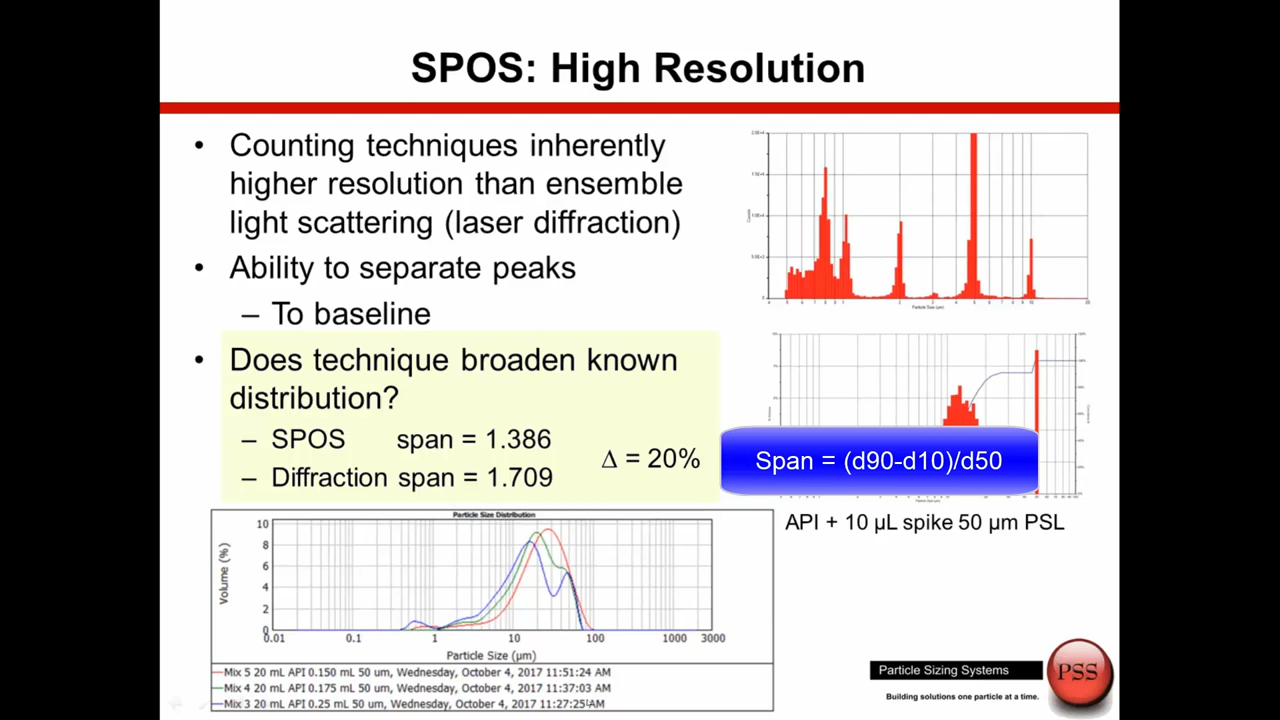 SPOS: High Resolution
• Counting techniques inherently
higher resolution than ensemble
light scattering (laser diffraction)
• Ability to separate peaks
– To baseline
• Does technique broaden known
distribution?
– SPOS span = 1.386
– Diffraction span = 1.709
Δ = 20%
Particle Size (μm)
Span = (d90-d10)/d50
API + 10 µL spike 50 µm PSL
Particle Size Distribution
Volume (%)
10
8
6
4
2
0
0.01 0.1 1 10 100 1000 3000
Particle Size (µm)
Mix 5 20 mL API 0.150 mL 50 um, Wednesday, October 4, 2017 11:51:24 AM
Mix 4 20 mL API 0.175 mL 50 um, Wednesday, October 4, 2017 11:37:03 AM
Mix 3 20 mL API 0.25 mL 50 um, Wednesday, October 4, 2017 11:27:25 AM
Particle Sizing Systems
PSS
Building solutions one particle at a time.